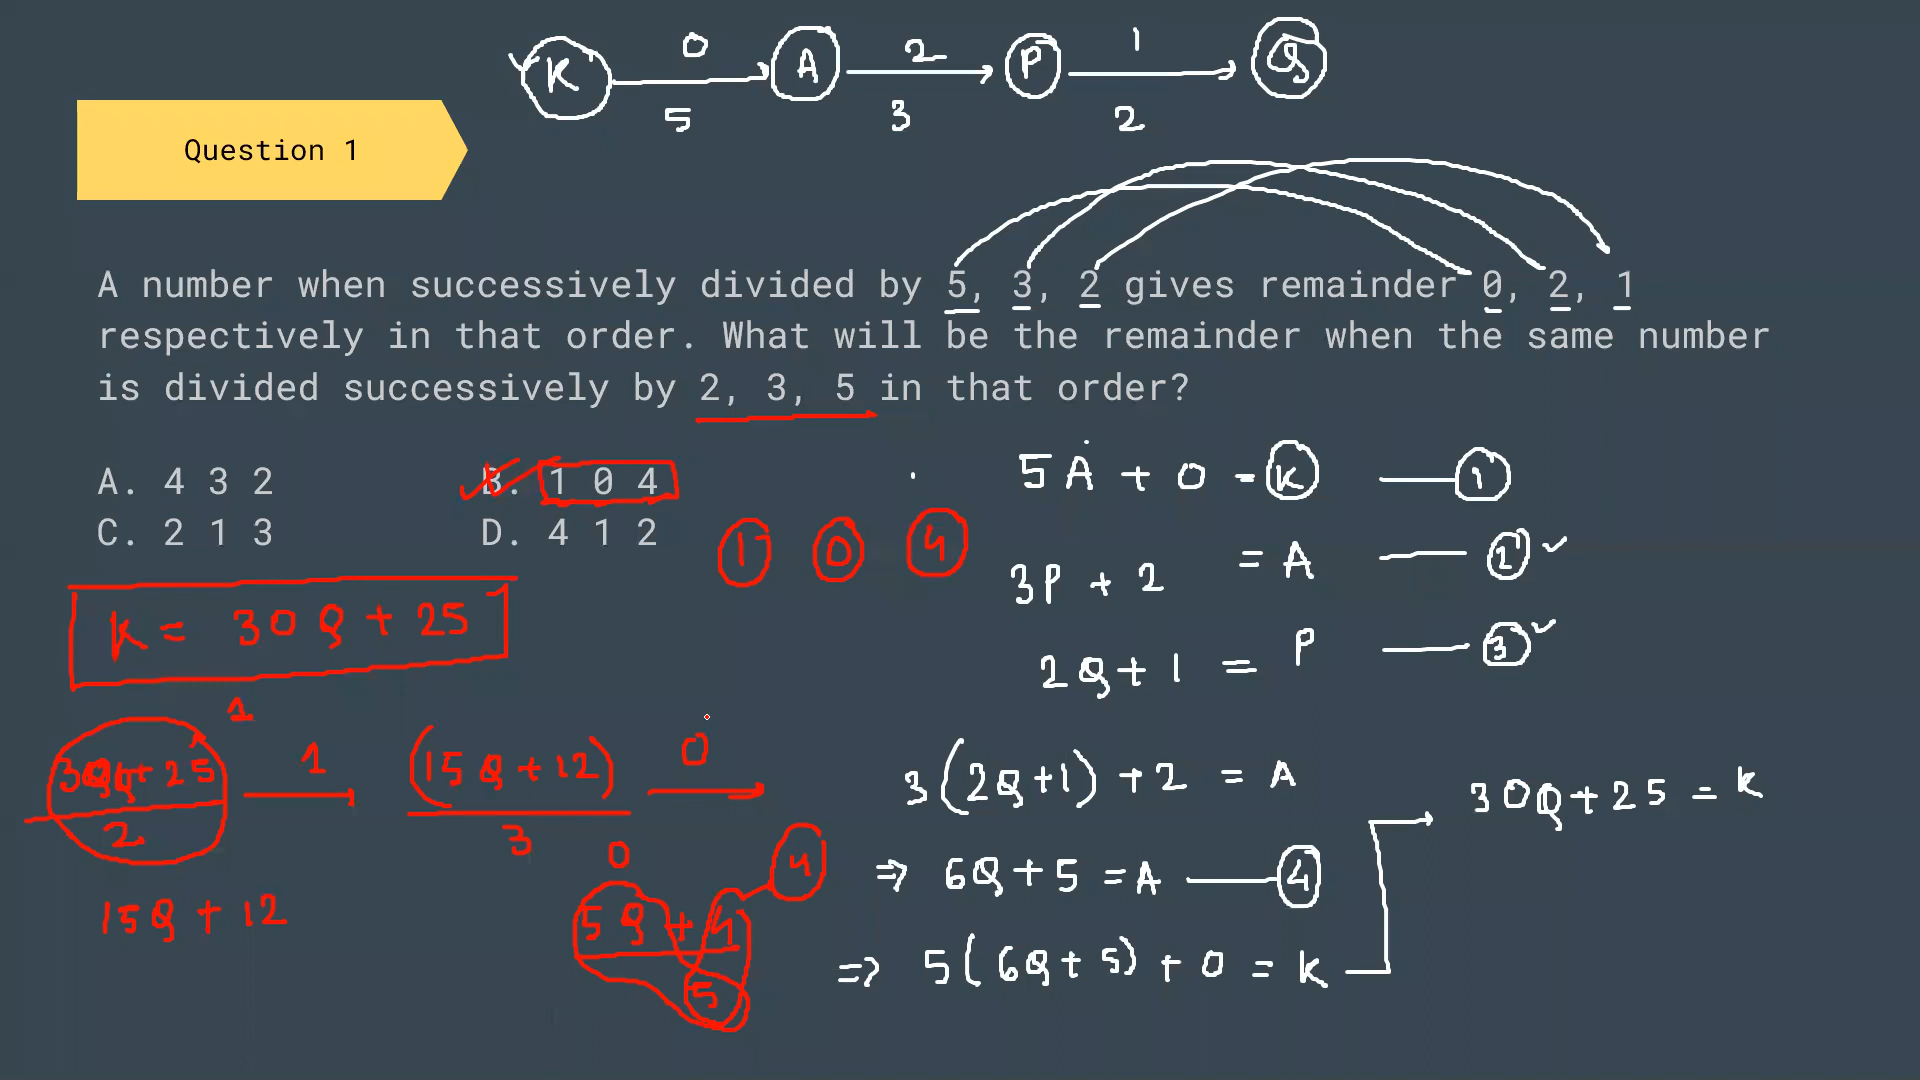 K 0 A 2 P 1 Q
5 3 2
Question 1
A number when successively divided by 5, 3, 2 gives remainder 0, 2, 1
respectively in that order. What will be the remainder when the same number
is divided successively by 2, 3, 5 in that order?
A. 4 3 2 B. 1 0 4
C. 2 1 3 D. 4 1 2
1 0 4
5A + 0 = K 1
3P + 2 = A 2
2Q + 1 = P 3
K = 30Q + 25
1
30Q + 25 1 (15Q + 12) 0
2 3
15Q + 12
0 4
5Q + 4
5
3(2Q+1) + 2 = A
⇒ 6Q + 5 = A 4
⇒ 5(6Q + 5) + 0 = K
30Q + 25 = K